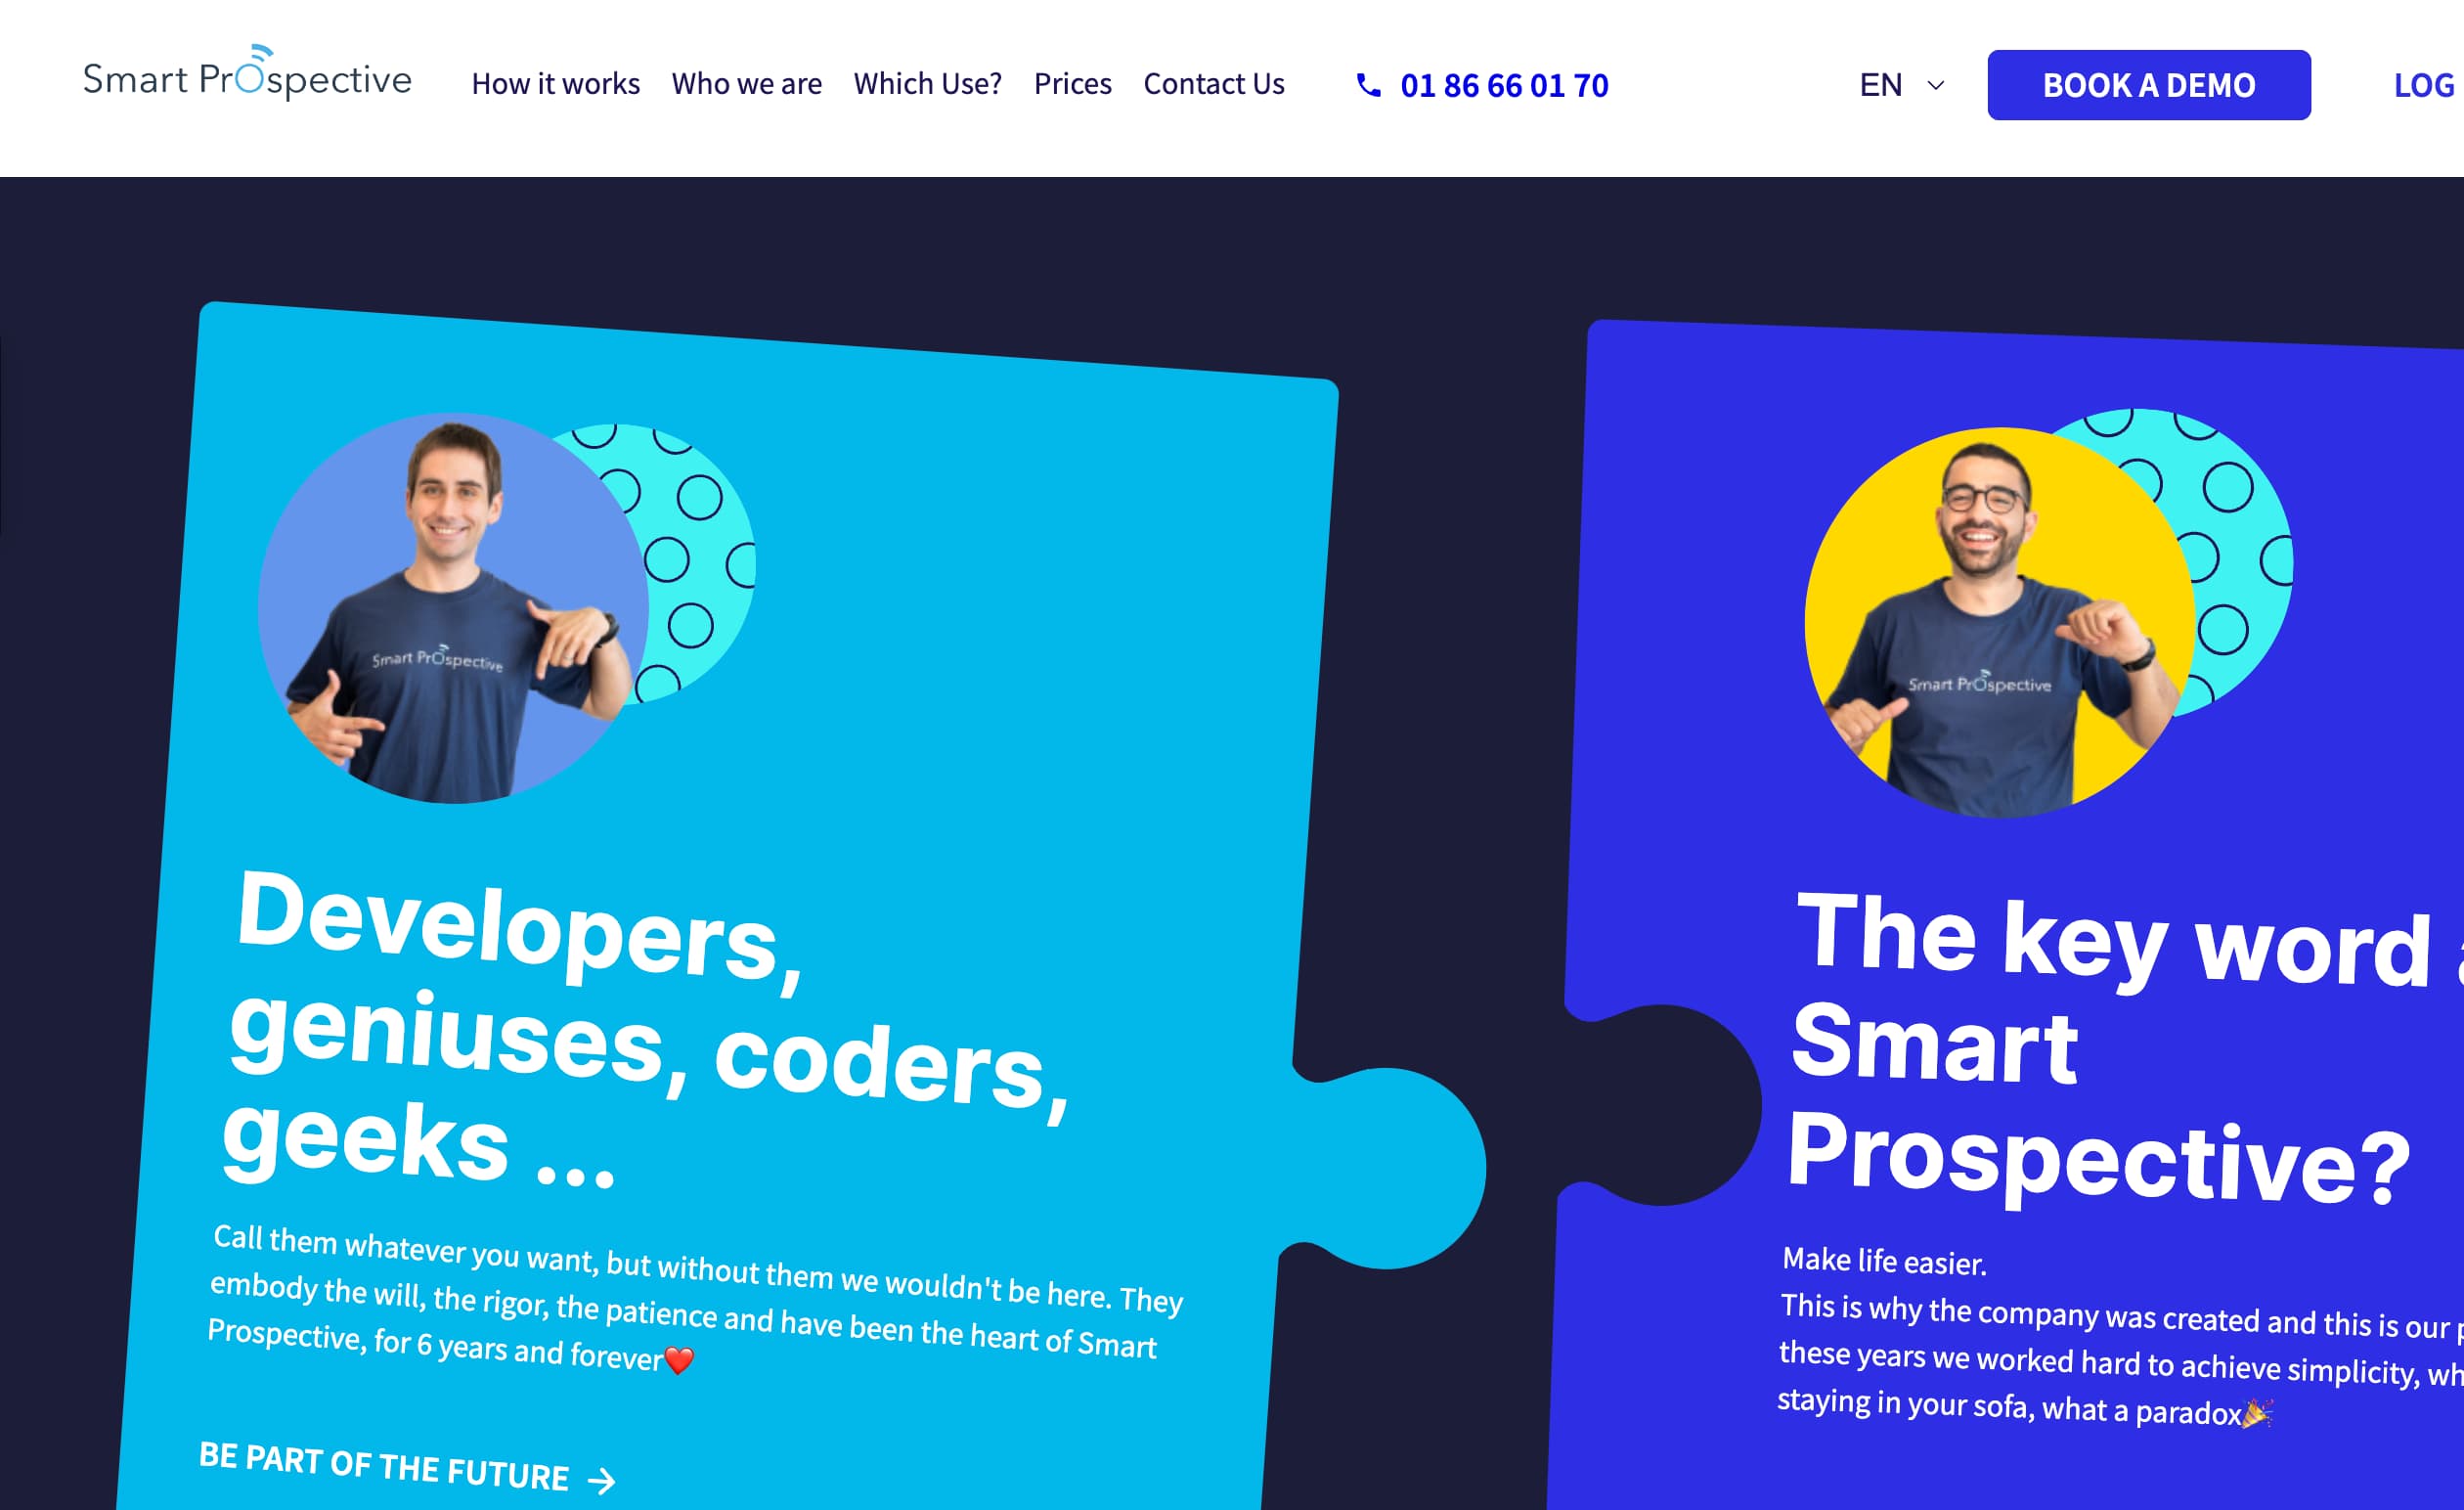 Smart Prospective
How it works
Who we are
Which Use?
Prices
Contact Us
01 86 66 01 70
EN
BOOK A DEMO
LOG
Smart Prospective
Developers,
geniuses, coders,
geeks ...
Call them whatever you want, but without them we wouldn't be here. They
embody the will, the rigor, the patience and have been the heart of Smart
Prospective, for 6 years and forever❤️
BE PART OF THE FUTURE →
Smart Prospective
The key word
Smart
Prospective?
Make life easier.
This is why the company was created and this is our
these years we worked hard to achieve simplicity,
staying in your sofa, what a paradox🎉